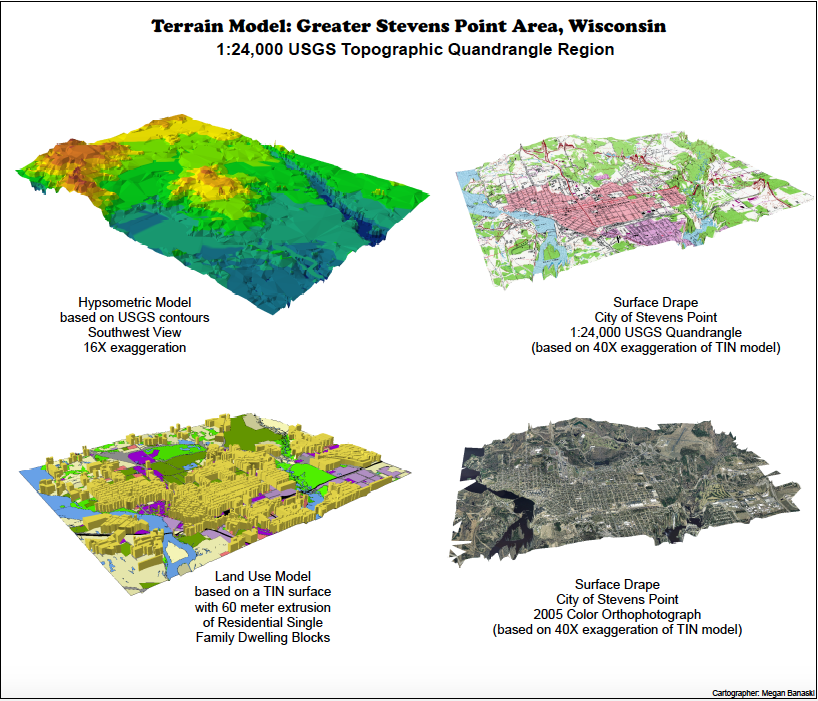 Terrain Model: Greater Stevens Point Area, Wisconsin
1:24,000 USGS Topographic Quandrangle Region
Hypsometric Model
based on USGS contours
Southwest View
16X exaggeration
Surface Drape
City of Stevens Point
1:24,000 USGS Quandrangle
(based on 40X exaggeration of TIN model)
Land Use Model
based on a TIN surface
with 60 meter extrusion
of Residential Single
Family Dwelling Blocks
Surface Drape
City of Stevens Point
2005 Color Orthophotograph
(based on 40X exaggeration of TIN model)
Cartographer: Megan Banaski